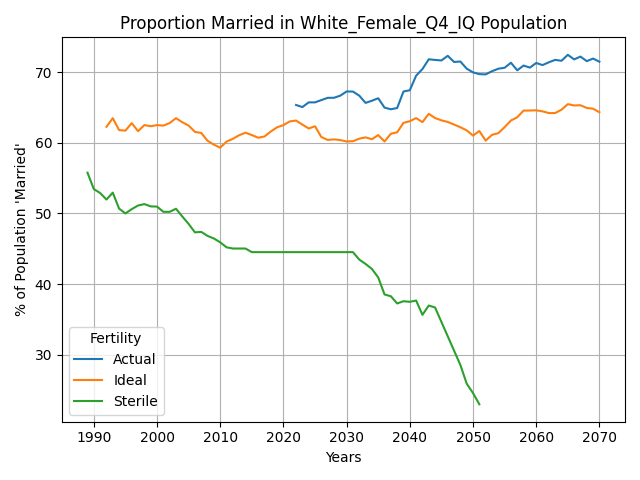 Proportion Married in White_Female_Q4_IQ Population
% of Population 'Married'
70
60
50
40
30
Fertility
Actual
Ideal
Sterile
1990 2000 2010 2020 2030 2040 2050 2060 2070
Years